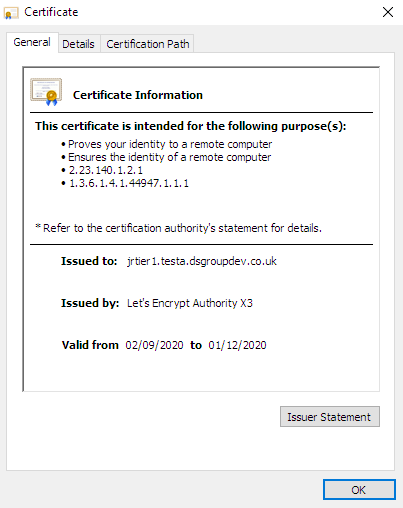 Certificate
General Details Certification Path
Certificate Information
This certificate is intended for the following purpose(s):
• Proves your identity to a remote computer
• Ensures the identity of a remote computer
• 2.23.140.1.2.1
• 1.3.6.1.4.1.44947.1.1.1
* Refer to the certification authority's statement for details.
Issued to: jrtier1.testa.dsgroupdev.co.uk
Issued by: Let's Encrypt Authority X3
Valid from 02/09/2020 to 01/12/2020
Issuer Statement
OK